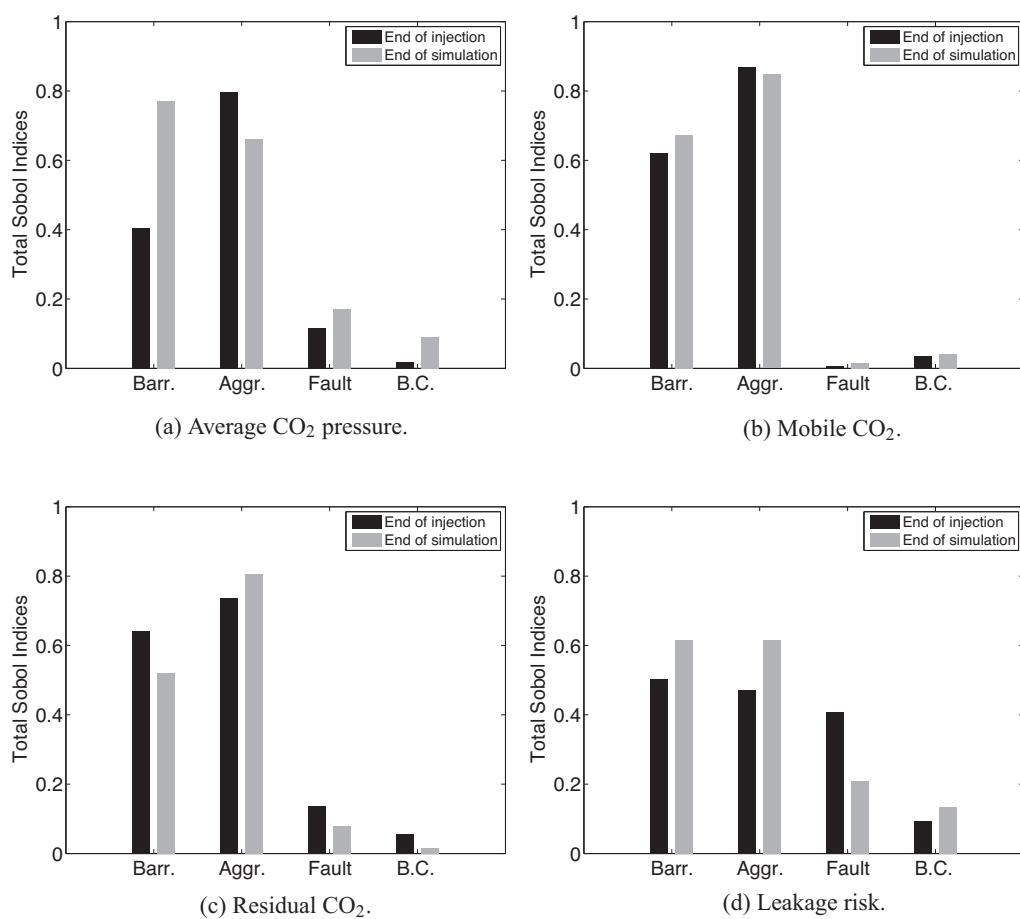 Total Sobol Indices
1
0.8
0.6
0.4
0.2
0
End of injection
End of simulation
Barr. Aggr. Fault B.C.
(a) Average CO₂ pressure.
Total Sobol Indices
1
0.8
0.6
0.4
0.2
0
End of injection
End of simulation
Barr. Aggr. Fault B.C.
(b) Mobile CO₂.
Total Sobol Indices
1
0.8
0.6
0.4
0.2
0
End of injection
End of simulation
Barr. Aggr. Fault B.C.
(c) Residual CO₂.
Total Sobol Indices
1
0.8
0.6
0.4
0.2
0
End of injection
End of simulation
Barr. Aggr. Fault B.C.
(d) Leakage risk.